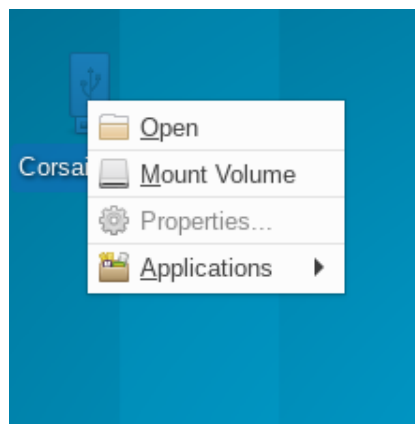 Open
Corsai
Mount Volume
Properties...
Applications